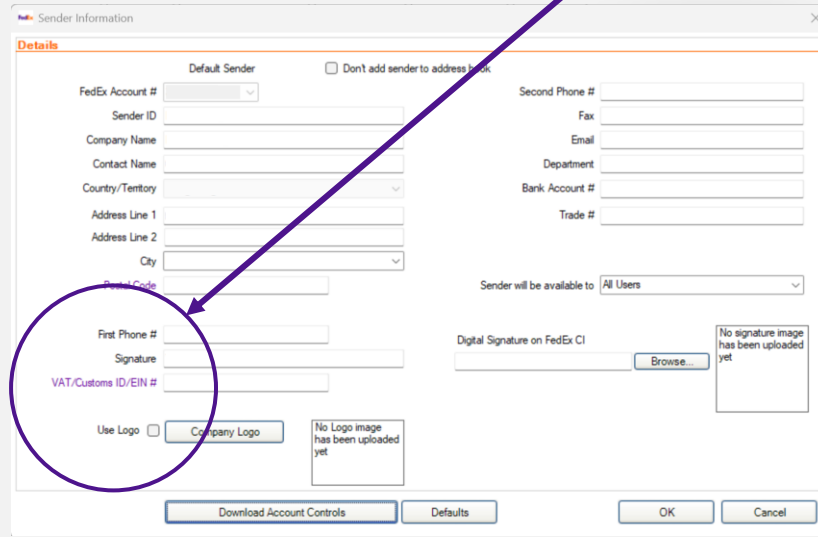 FedEx Sender Information
Details
Default Sender
Don't add sender to address book
FedEx Account #
Sender ID
Company Name
Contact Name
Country/Territory
Address Line 1
Address Line 2
City
Postal Code
First Phone #
Signature
VAT/Customs ID/EIN #
Use Logo
Company Logo
No Logo image
has been uploaded
yet
Second Phone #
Fax
Email
Department
Bank Account #
Trade #
Sender will be available to All Users
Digital Signature on FedEx CI
Browse...
No signature image
has been uploaded
yet
Download Account Controls
Defaults
OK
Cancel